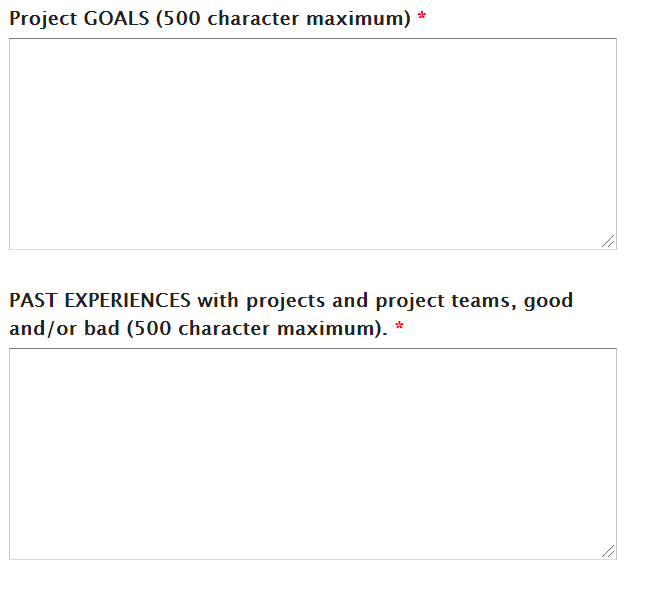 Project GOALS (500 character maximum) *
PAST EXPERIENCES with projects and project teams, good
and/or bad (500 character maximum). *